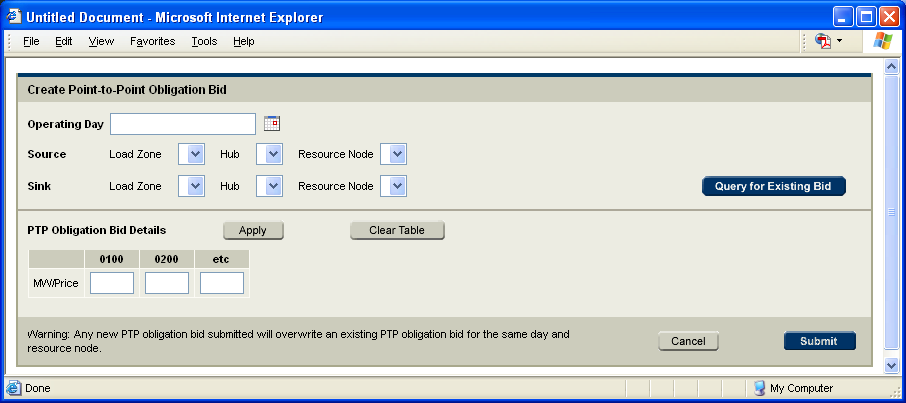 Untitled Document - Microsoft Internet Explorer
File Edit View Favorites Tools Help
Create Point-to-Point Obligation Bid
Operating Day
Source Load Zone Hub Resource Node
Sink Load Zone Hub Resource Node Query for Existing Bid
PTP Obligation Bid Details Apply Clear Table
0100 0200 etc
MW/Price
Warning: Any new PTP obligation bid submitted will overwrite an existing PTP obligation bid for the same day and
resource node.
Cancel Submit
Done My Computer